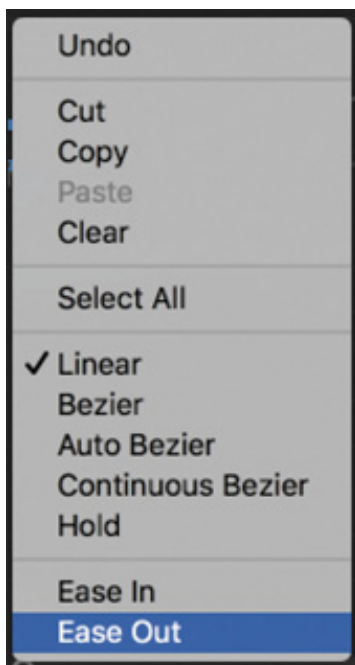 Undo
Cut
Copy
Paste
Clear
Select All
✓ Linear
Bezier
Auto Bezier
Continuous Bezier
Hold
Ease In
Ease Out